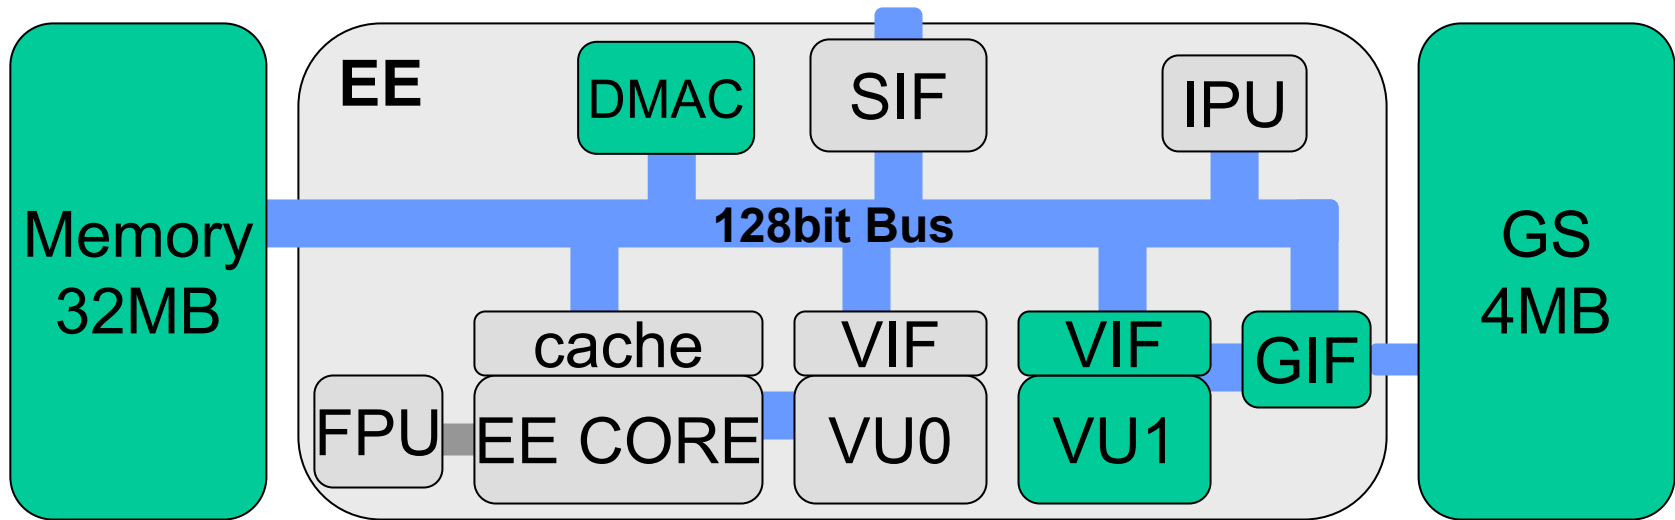 EE
DMAC
SIF
IPU
Memory
32MB
128bit Bus
GS
4MB
cache
VIF
VIF
GIF
FPU
EE CORE
VU0
VU1